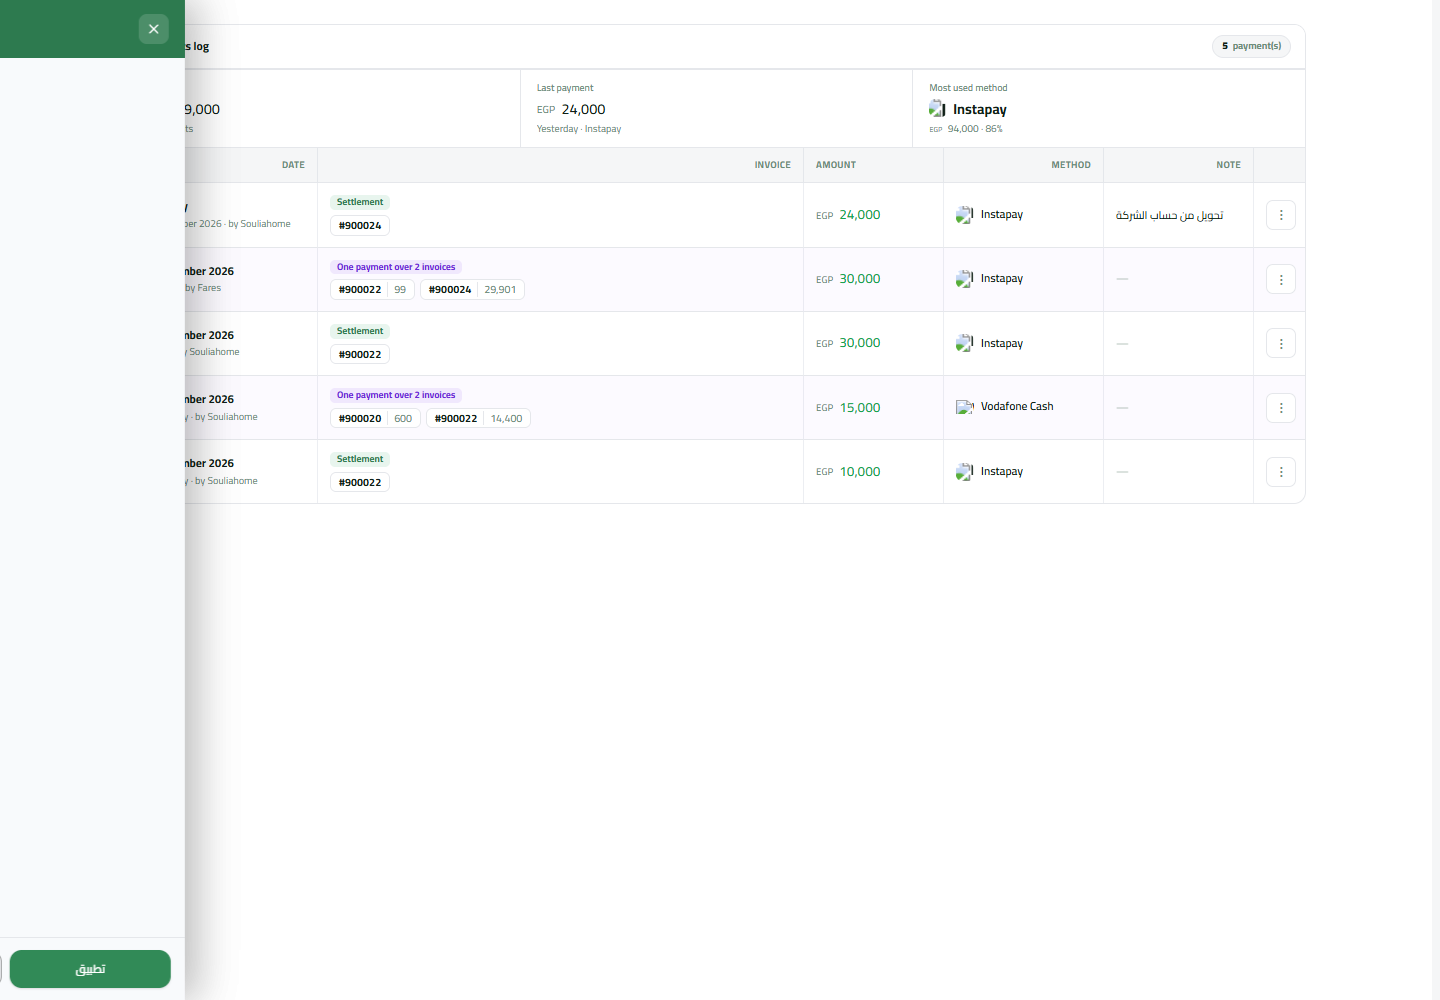 s log
5 payment(s)
9,000
ts
Last payment
EGP 24,000
Yesterday · Instapay
Most used method
Instapay
EGP 94,000 · 86%
DATE INVOICE AMOUNT METHOD NOTE
Settlement
ber 2026 · by Souliahome #900024 EGP 24,000 Instapay تحويل من حساب الشركة
mber 2026 One payment over 2 invoices
by Fares #900022 99 #900024 29,901 EGP 30,000 Instapay —
mber 2026 Settlement
y Souliahome #900022 EGP 30,000 Instapay —
mber 2026 One payment over 2 invoices
y · by Souliahome #900020 600 #900022 14,400 EGP 15,000 Vodafone Cash —
mber 2026 Settlement
y · by Souliahome #900022 EGP 10,000 Instapay —
تطبيق